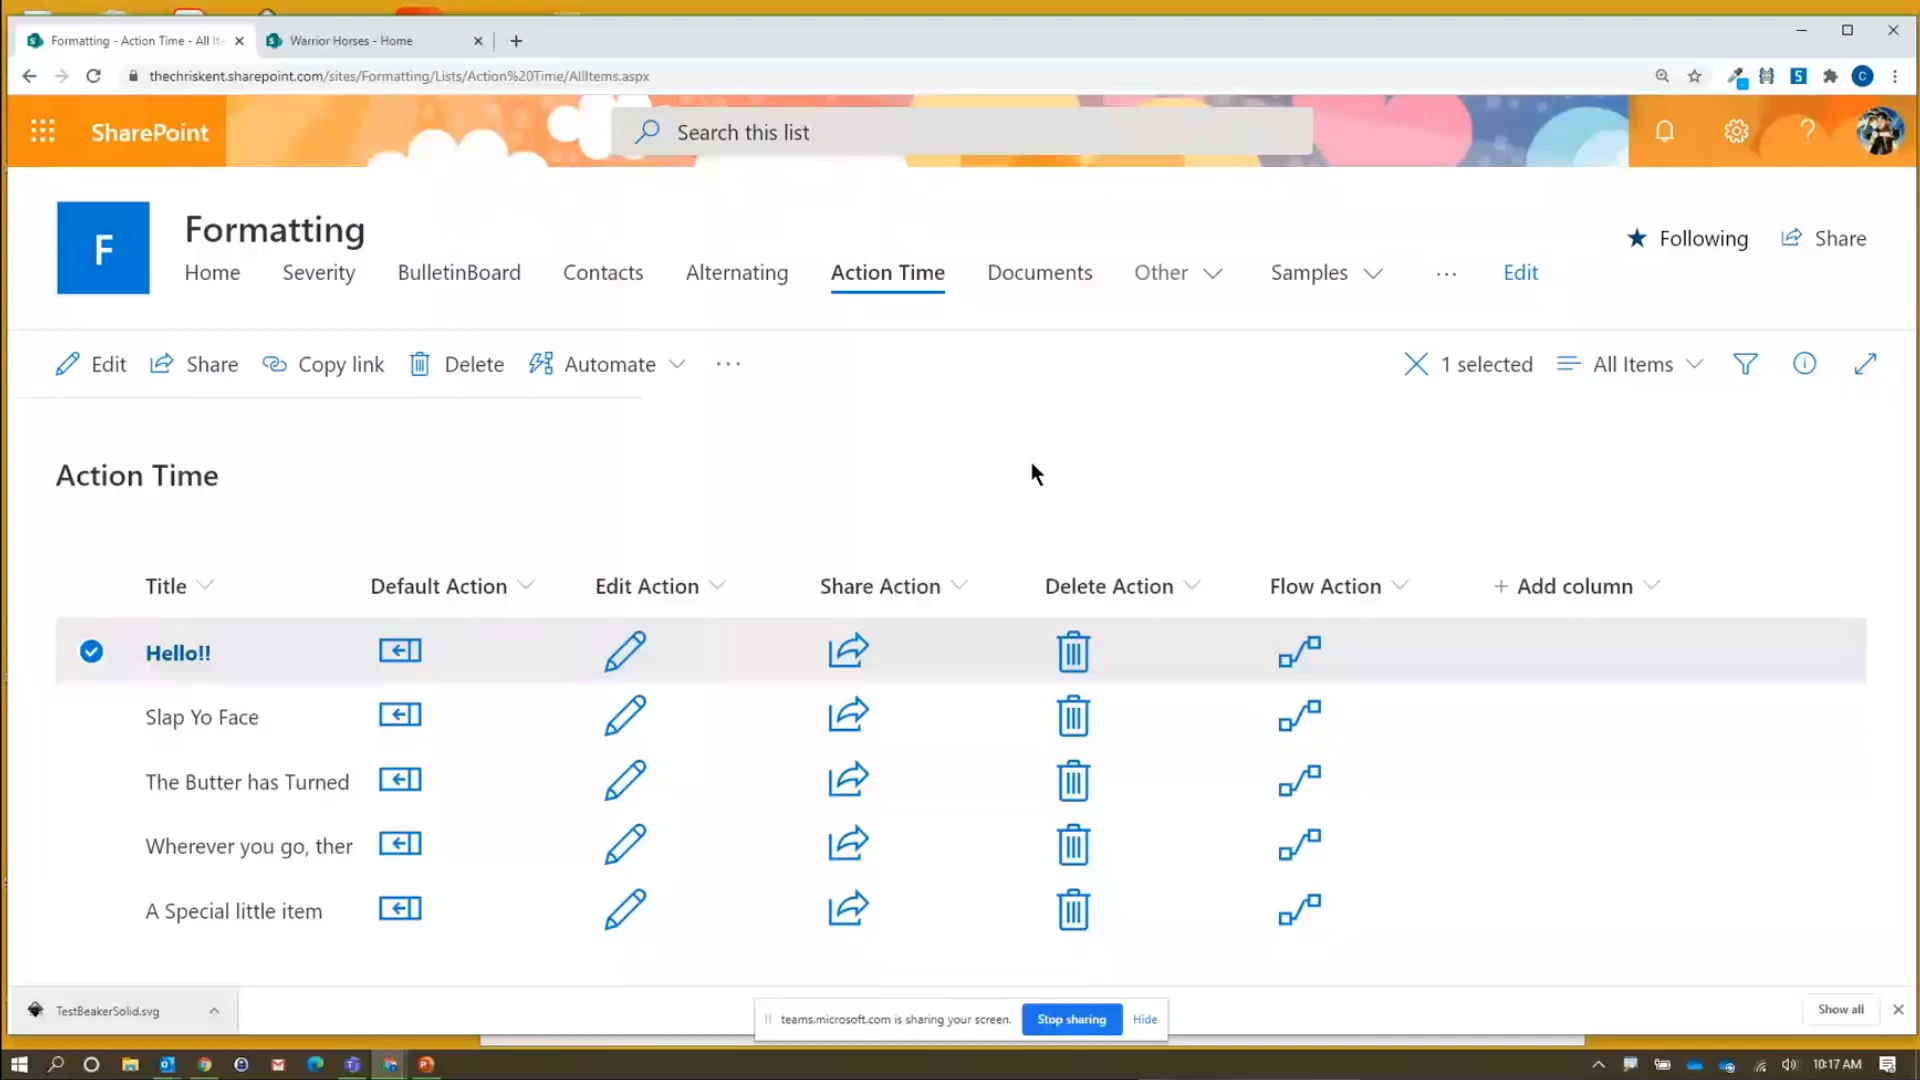 Formatting - Action Time - All Ite
Warrior Horses - Home
thechriskent.sharepoint.com/sites/Formatting/Lists/Action%20Time/AllItems.aspx
S
C
SharePoint
Search this list
?
F
Formatting
Following
Share
Home
Severity
BulletinBoard
Contacts
Alternating
Action Time
Documents
Other
Samples
...
Edit
Edit
Share
Copy link
Delete
Automate
...
1 selected
All Items
Action Time
Title
Default Action
Edit Action
Share Action
Delete Action
Flow Action
+ Add column
Hello!!
Slap Yo Face
The Butter has Turned
Wherever you go, ther
A Special little item
TestBeakerSolid.svg
teams.microsoft.com is sharing your screen.
Stop sharing
Hide
Show all
10:17 AM